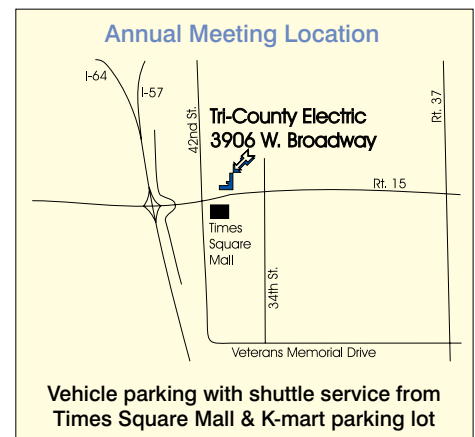 Annual Meeting Location
I-64
I-57
42nd St.
Tri-County Electric
3906 W. Broadway
Rt. 37
Rt. 15
Times
Square
Mall
34th St.
Veterans Memorial Drive
Vehicle parking with shuttle service from
Times Square Mall & K-mart parking lot